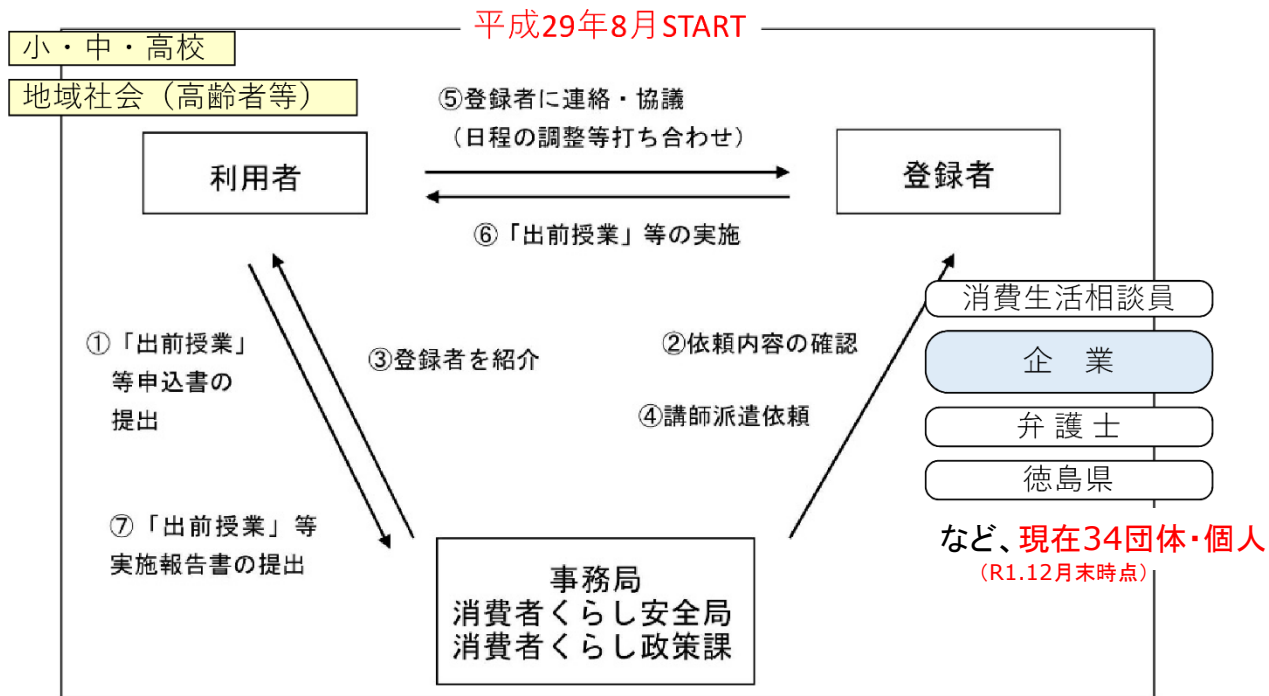 平成29年8月START
小・中・高校
地域社会（高齢者等）
⑤登録者に連絡・協議
（日程の調整等打ち合わせ）
利用者
登録者
⑥「出前授業」等の実施
①「出前授業」
等申込書の
提出
③登録者を紹介
②依頼内容の確認
④講師派遣依頼
消費生活相談員
企　業
弁 護 士
徳島県
など、現在34団体・個人
（R1.12月末時点）
⑦「出前授業」等
実施報告書の提出
事務局
消費者くらし安全局
消費者くらし政策課